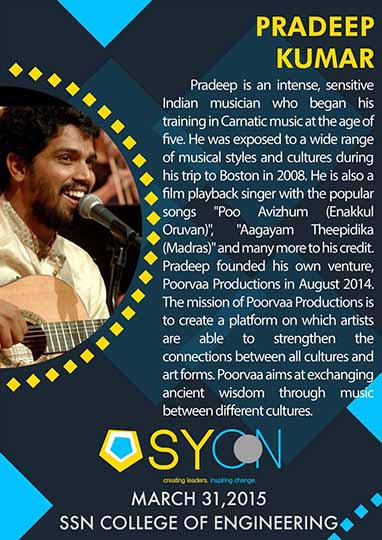 PRADEEP
KUMAR
Pradeep is an intense, sensitive
Indian musician who began his
training in Carnatic music at the age of
five. He was exposed to a wide range
of musical styles and cultures during
his trip to Boston in 2008. He is also a
film playback singer with the popular
songs "Poo Avizhum (Enakkul
Oruvan)", "Aagayam Theepidika
(Madras)" and many more to his credit.
Pradeep founded his own venture,
Poorvaa Productions in August 2014.
The mission of Poorvaa Productions is
to create a platform on which artists
are able to strengthen the
connections between all cultures and
art forms. Poorvaa aims at exchanging
ancient wisdom through music
between different cultures.
SYCON
creating leaders. inspiring change.
MARCH 31,2015
SSN COLLEGE OF ENGINEERING